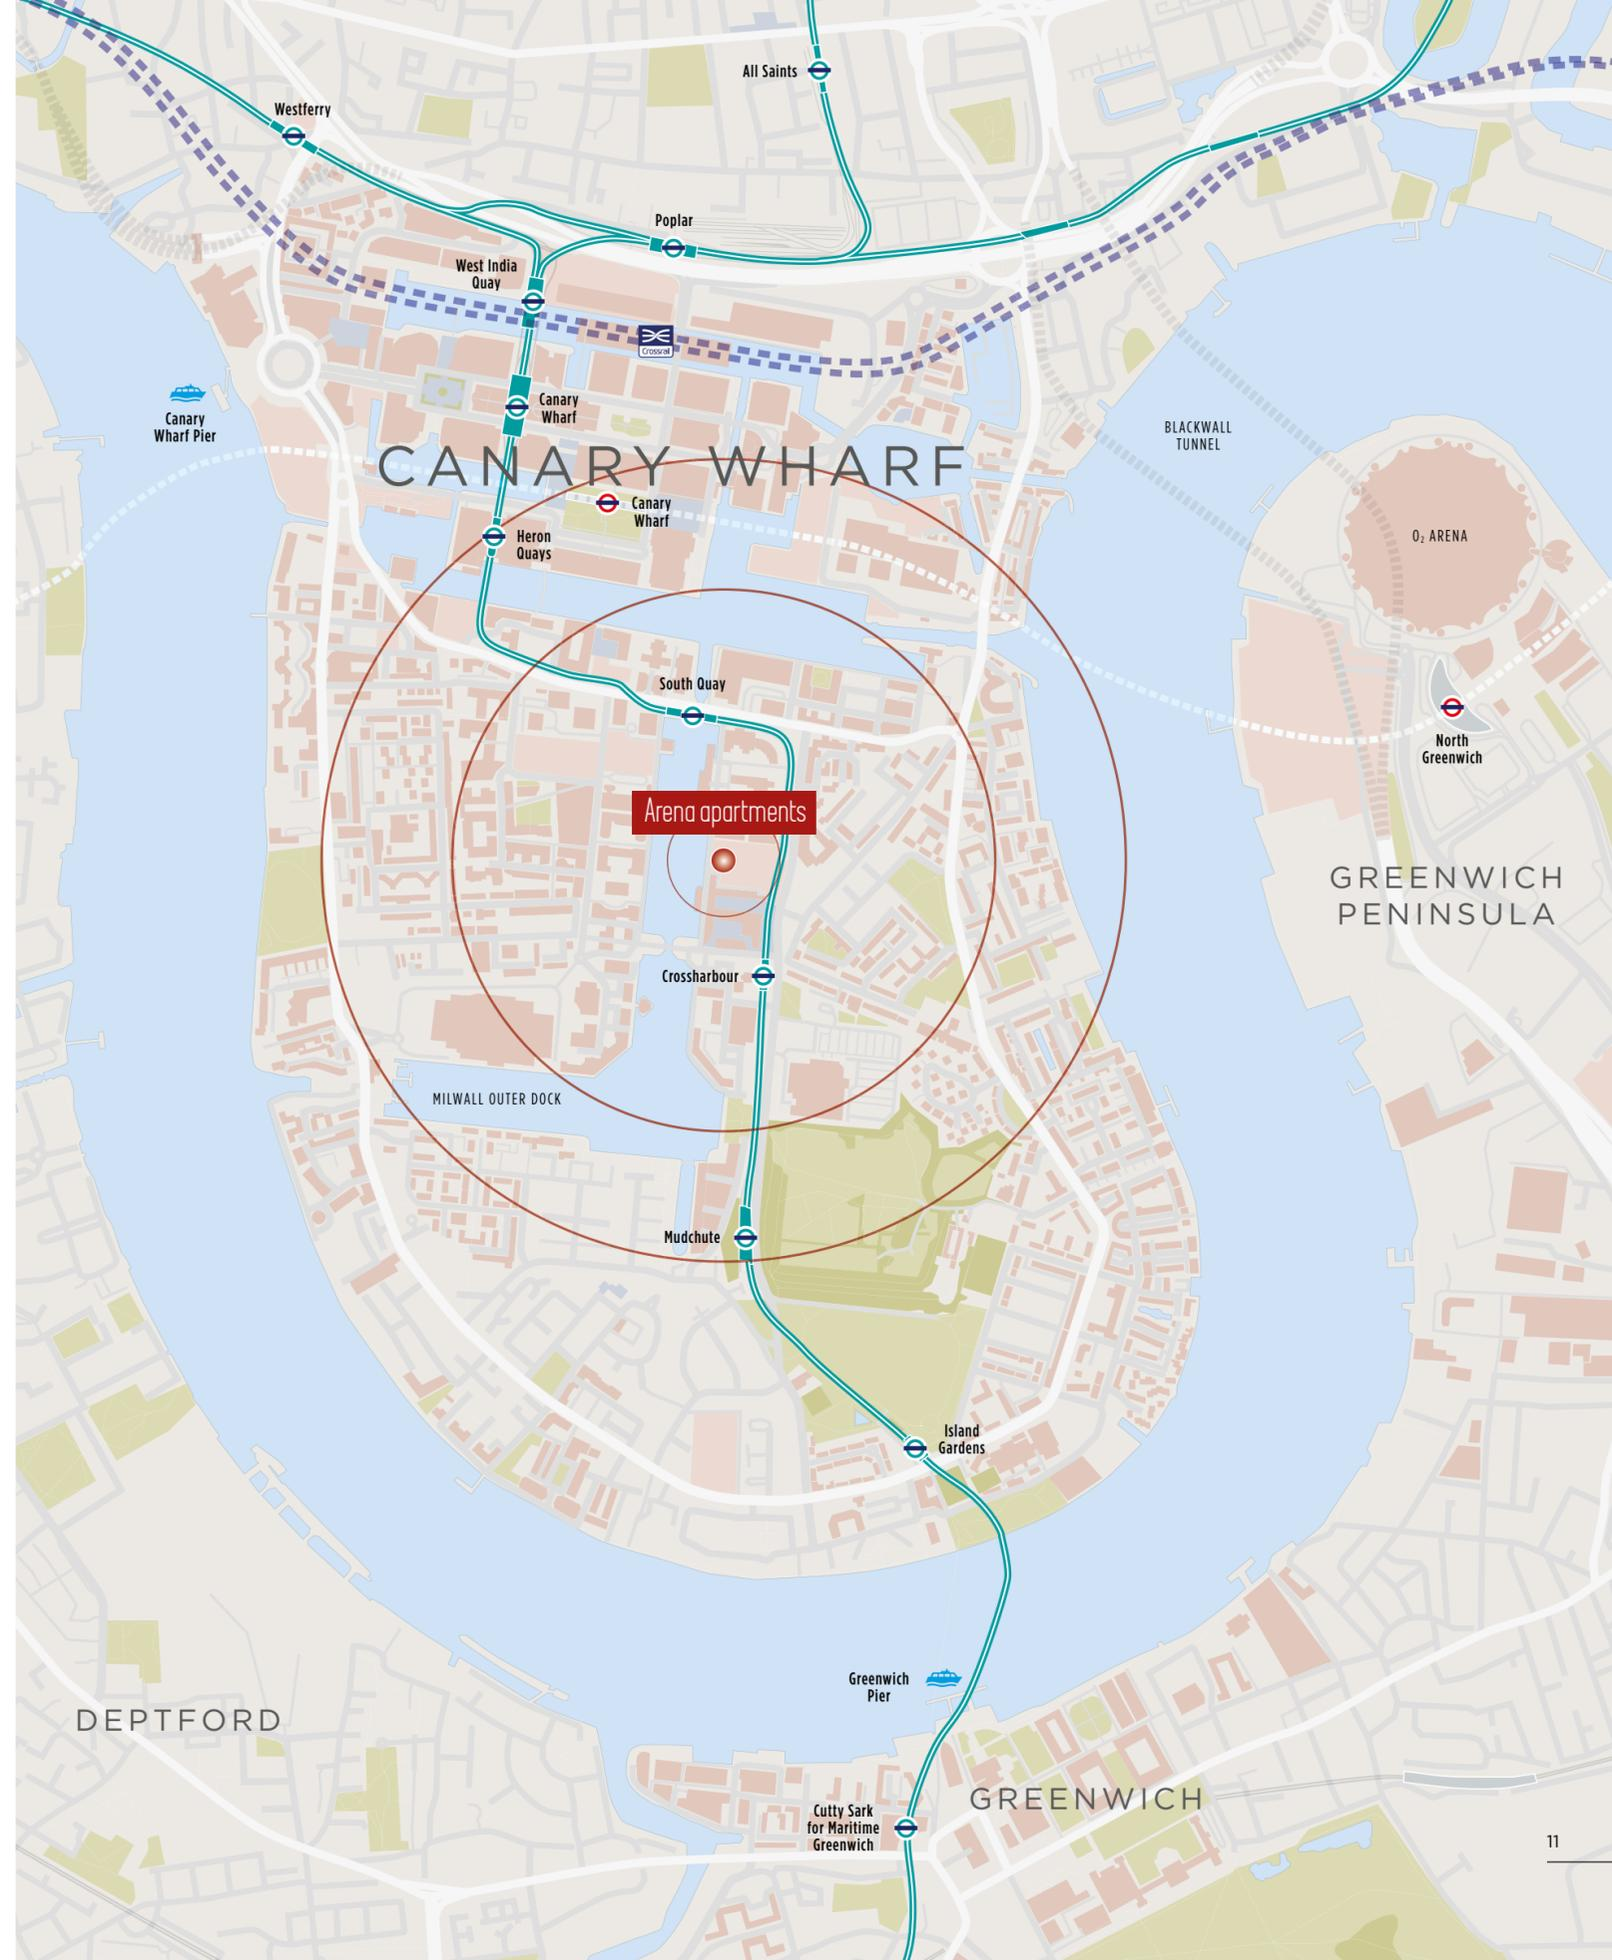 All Saints
Westferry
Poplar
West India
Quay
Crossrail
Canary
Wharf
Canary
Wharf Pier
BLACKWALL
TUNNEL
CANARY WHARF
Canary
Wharf
Heron
Quays
O₂ ARENA
South Quay
North
Greenwich
Arena apartments
GREENWICH
PENINSULA
Crossharbour
MILWALL OUTER DOCK
Mudchute
Island
Gardens
Greenwich
Pier
DEPTFORD
GREENWICH
Cutty Sark
for Maritime
Greenwich
11